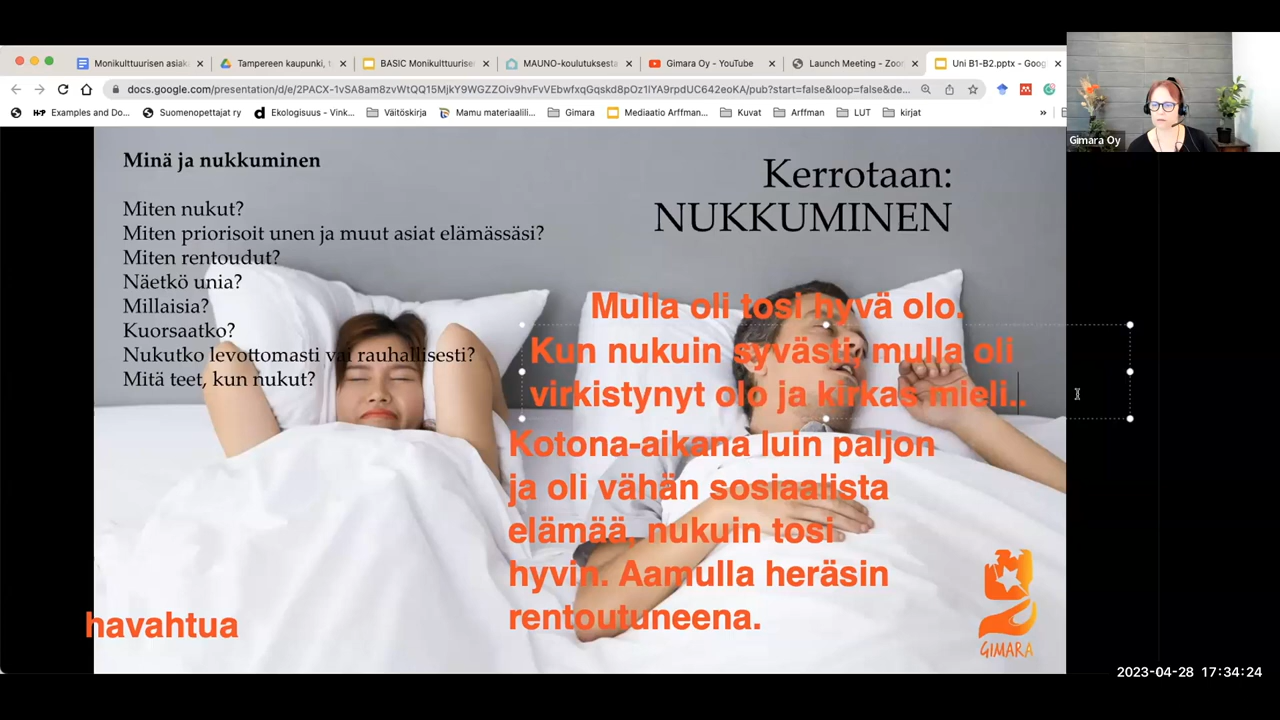 Monikulttuurisen asiak
Tampereen kaupunki, t
BASIC Monikulttuurise
MAUNO-koulutuksesta
Gimara Oy - YouTube
Launch Meeting - Zoo
Uni B1-B2.pptx - Goog
docs.google.com/presentation/d/e/2PACX-1vSA8am8zvWtQQ15MjkY9WGZZOiv9hvFvVEbwfxqGqskd8pOz1IYA9rpdUC642eoKA/pub?start=false&loop=false&de...
Examples and Do...
Suomenopettajat ry
Ekologisuus - Vink...
Väitöskirja
Mamu materiaalili...
Gimara
Mediaatio Arffman...
Kuvat
Arffman
LUT
kirjat
»
Gimara Oy
Minä ja nukkuminen
Miten nukut?
Miten priorisoit unen ja muut asiat elämässäsi?
Miten rentoudut?
Näetkö unia?
Millaisia?
Kuorsaatko?
Nukutko levottomasti vai rauhallisesti?
Mitä teet, kun nukut?
Kerrotaan:
NUKKUMINEN
Mulla oli tosi hyvä olo.
Kun nukuin syvästi, mulla oli
virkistynyt olo ja kirkas mieli..
Kotona-aikana luin paljon
ja oli vähän sosiaalista
elämää, nukuin tosi
hyvin. Aamulla heräsin
rentoutuneena.
havahtua
GIMARA
2023-04-28 17:34:24